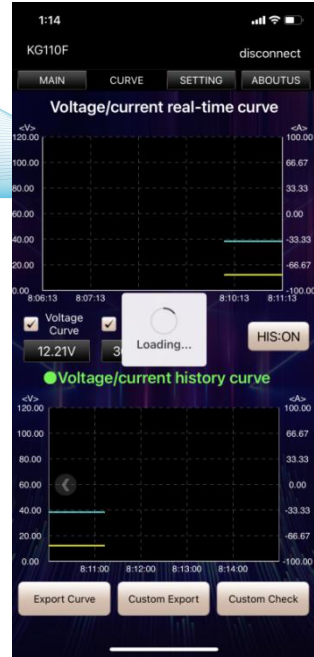 1:14
KG110F
disconnect
MAIN CURVE SETTING ABOUTUS
Voltage/current real-time curve
<V> <A>
120.00
100.00 66.67
80.00 33.33
60.00 0.00
40.00 -33.33
20.00 -66.67
0.00 -100.00
8:06:13 8:07:13 8:10:13 8:11:13
Voltage
Curve
Loading...
HIS:ON
12.21V
Voltage/current history curve
<V> <A>
120.00 100.00
100.00 66.67
80.00 33.33
60.00 0.00
40.00 -33.33
20.00 -66.67
0.00 -100.00
8:11:00 8:12:00 8:13:00 8:14:00
Export Curve Custom Export Custom Check